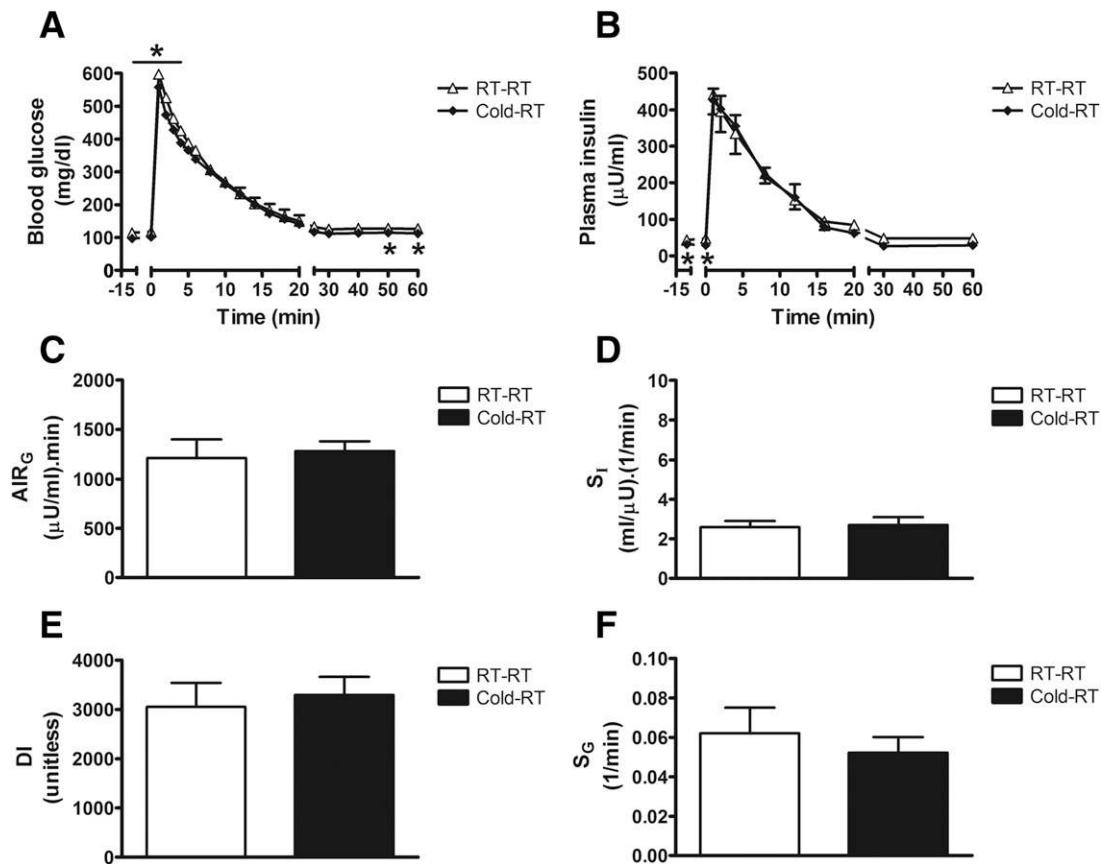 A
*
Blood glucose
(mg/dl)
600
500
400
300
200
100
0
-15 0 5 10 15 20 30 40 50 60
Time (min)
* *
RT-RT
Cold-RT
B
Plasma insulin
(μU/ml)
500
400
300
200
100
0
* *
-15 0 5 10 15 20 30 40 50 60
Time (min)
RT-RT
Cold-RT
C
AIRG
(μU/ml).min
2000
1500
1000
500
0
RT-RT
Cold-RT
D
SI
(ml/μU).(1/min)
10
8
6
4
2
0
RT-RT
Cold-RT
E
DI
(unitless)
4000
3000
2000
1000
0
RT-RT
Cold-RT
F
SG
(1/min)
0.10
0.08
0.06
0.04
0.02
0.00
RT-RT
Cold-RT